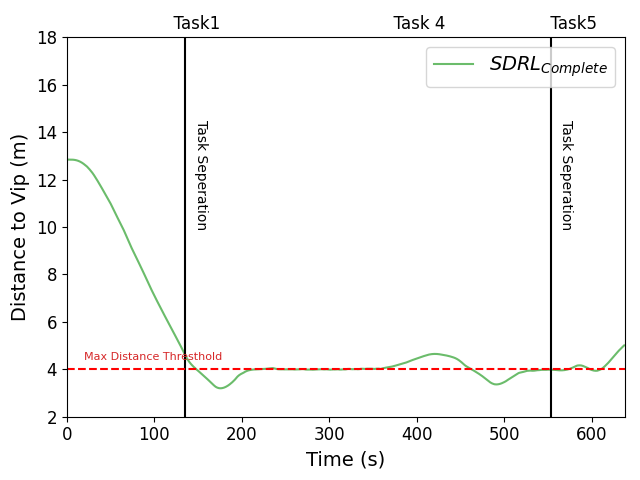 Task1 Task 4 Task5
18
16
14
12
10
8
6
4
2
Distance to Vip (m)
SDRL_Complete
Task Seperation
Task Seperation
Max Distance Thresthold
0 100 200 300 400 500 600
Time (s)